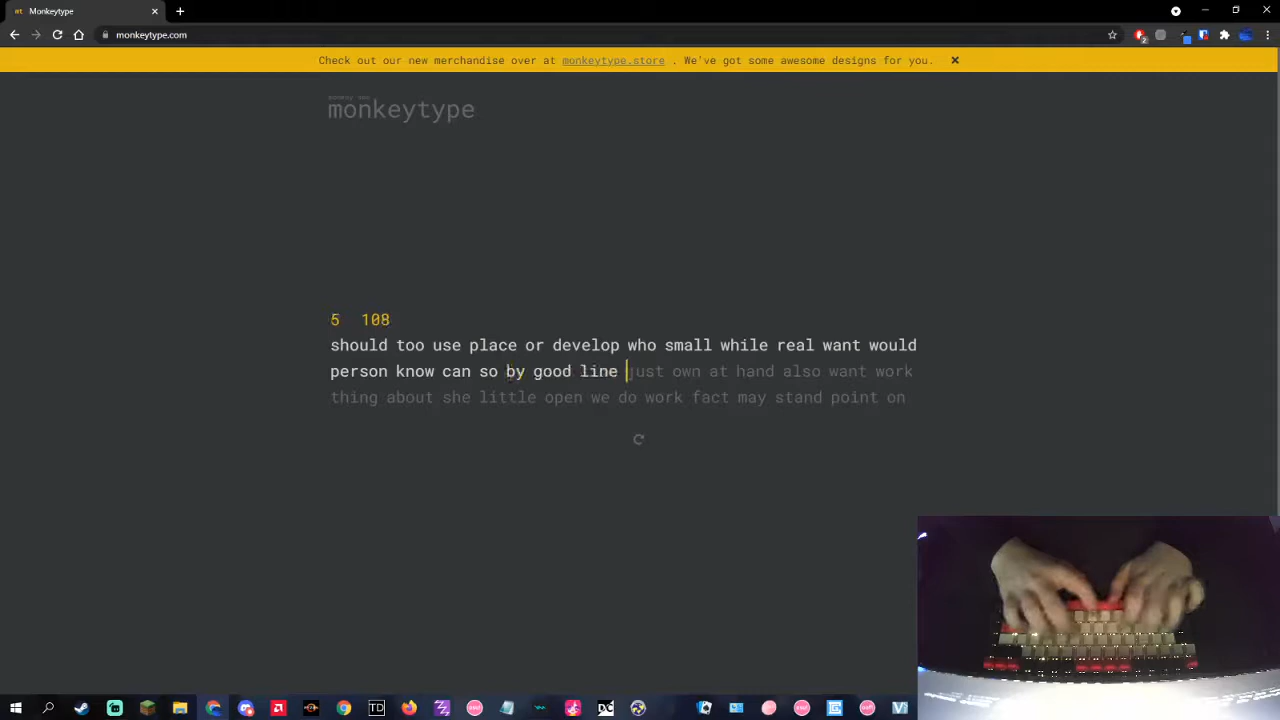 Monkeytype
monkeytype.com
Check out our new merchandise over at monkeytype.store . We've got some awesome designs for you.
monkeytype
5 108
should too use place or develop who small while real want would
person know can so by good line just own at hand also want work
thing about she little open we do work fact may stand point on
TD